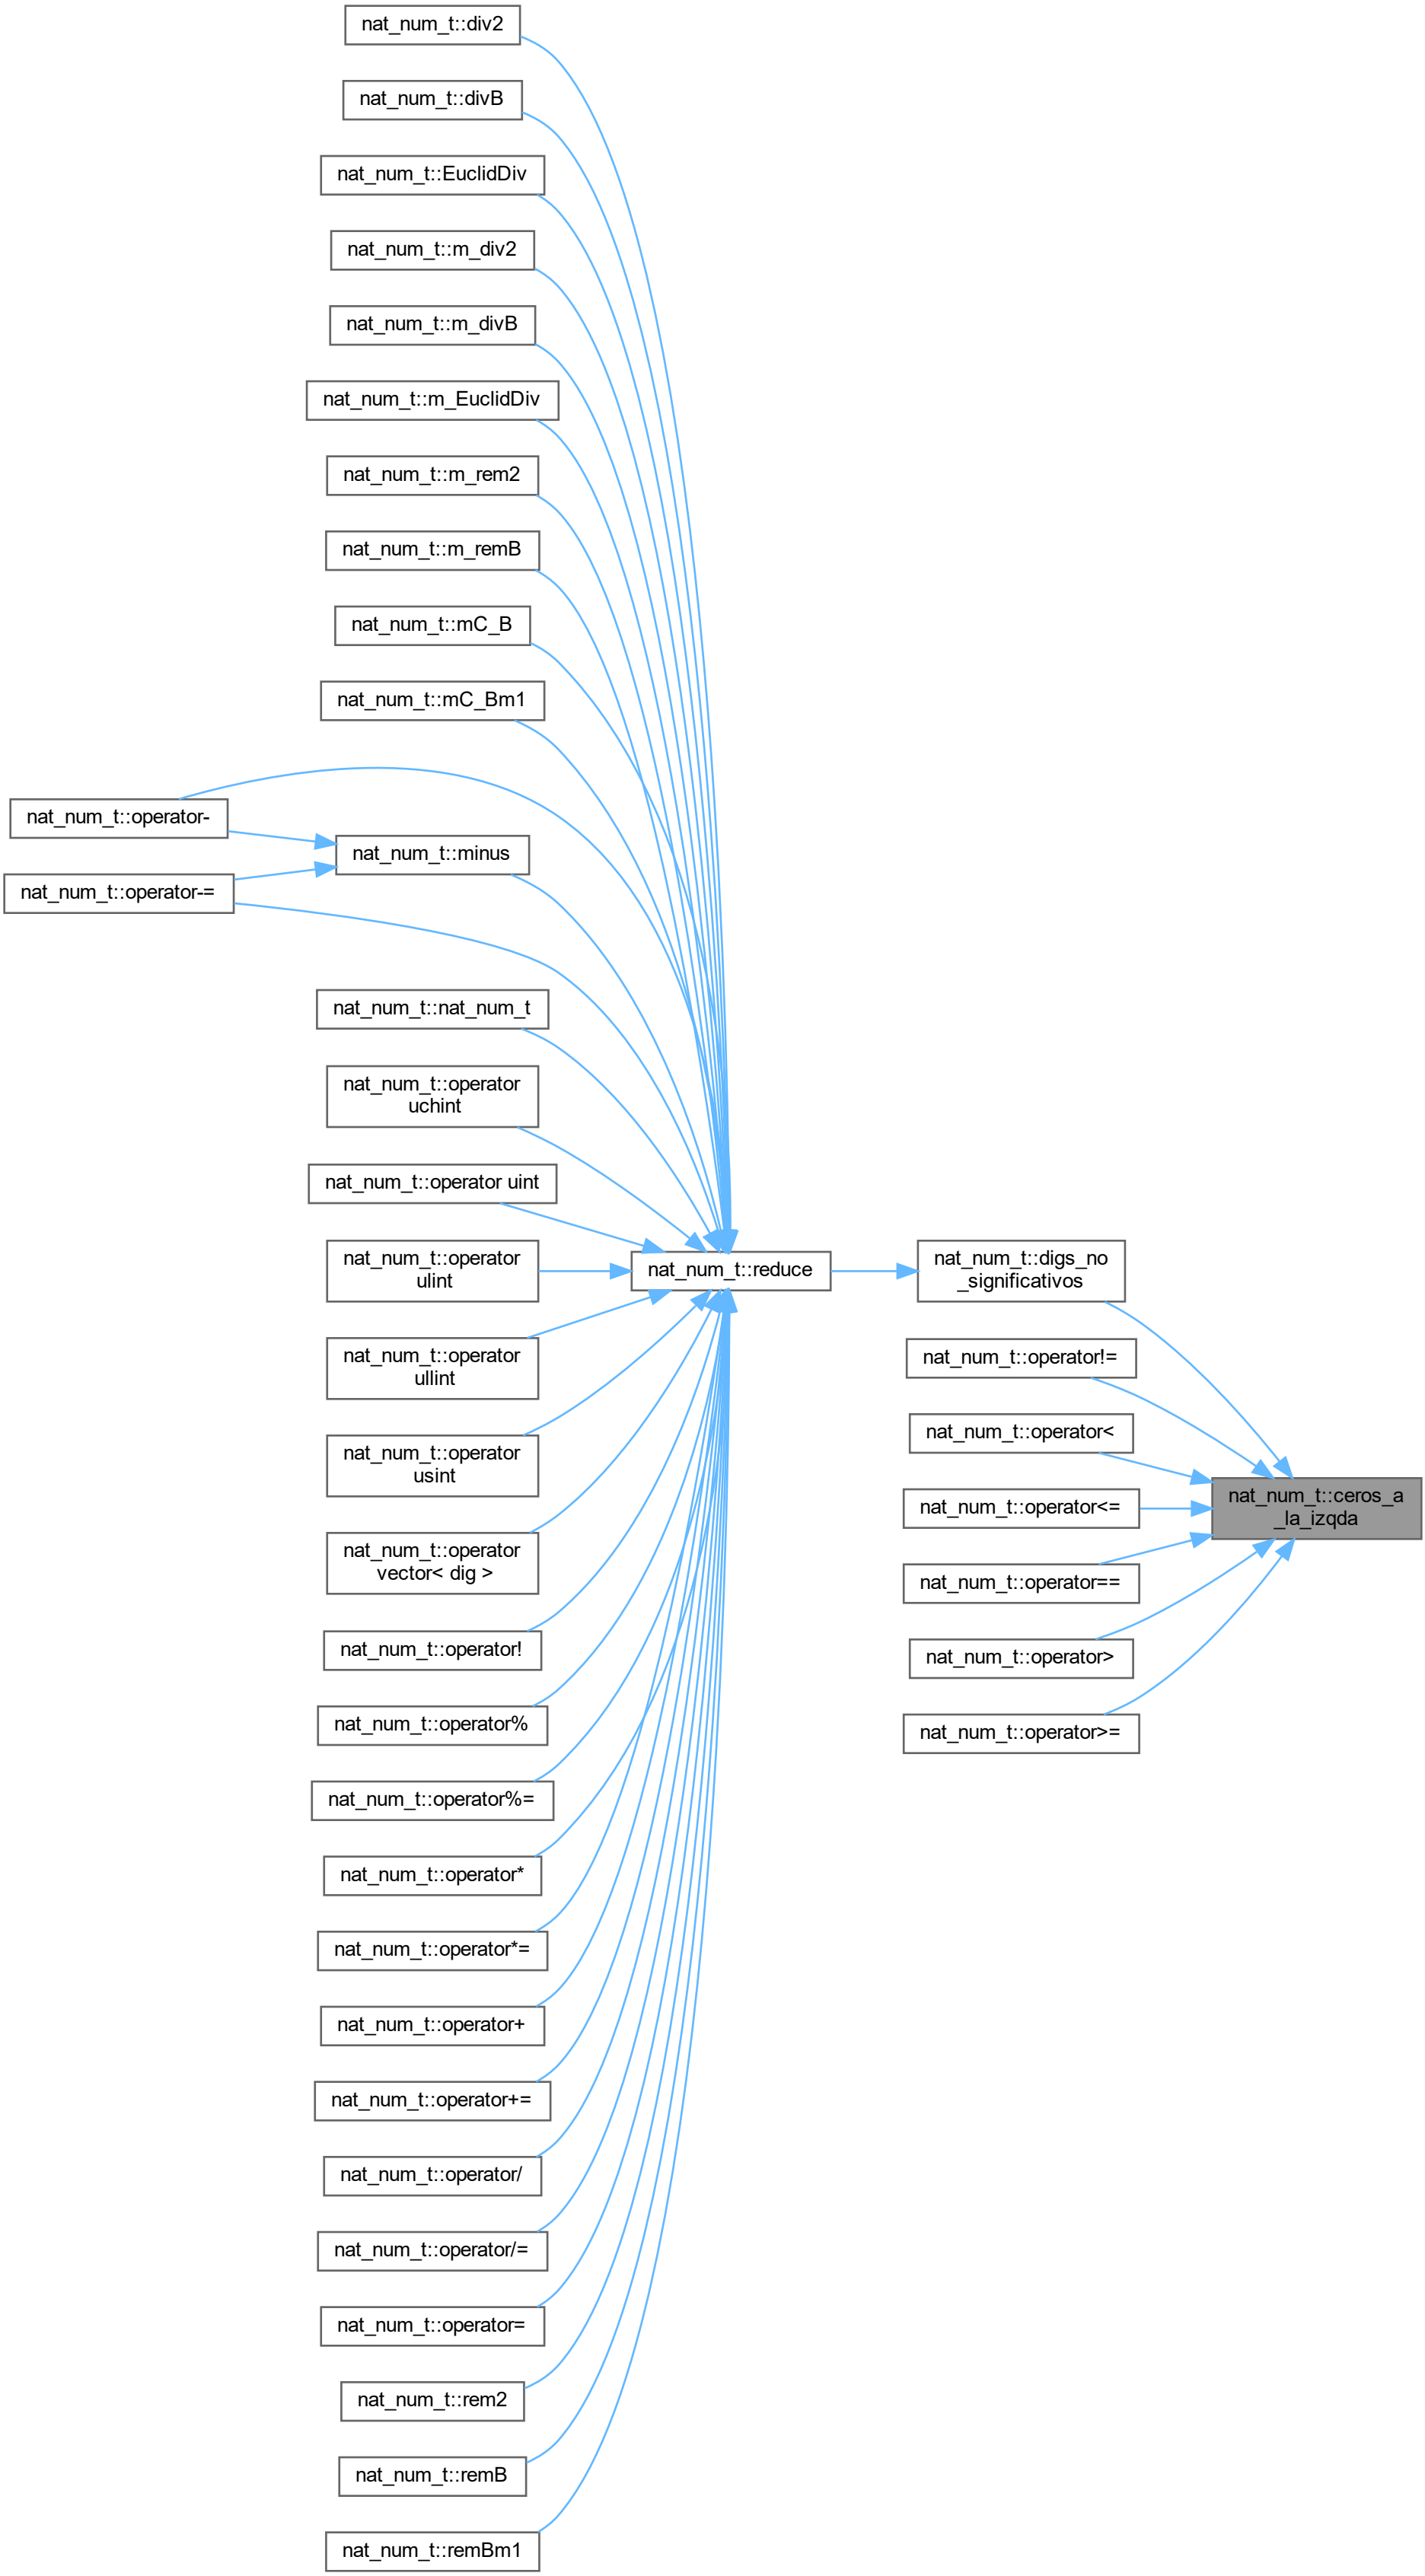 nat_num_t::div2
nat_num_t::divB
nat_num_t::EuclidDiv
nat_num_t::m_div2
nat_num_t::m_divB
nat_num_t::m_EuclidDiv
nat_num_t::m_rem2
nat_num_t::m_remB
nat_num_t::mC_B
nat_num_t::mC_Bm1
nat_num_t::operator-
nat_num_t::minus
nat_num_t::operator-=
nat_num_t::nat_num_t
nat_num_t::operator
uchint
nat_num_t::operator uint
nat_num_t::operator
ulint
nat_num_t::operator
ullint
nat_num_t::operator
usint
nat_num_t::operator
vector< dig >
nat_num_t::operator!
nat_num_t::operator%
nat_num_t::operator%=
nat_num_t::operator*
nat_num_t::operator*=
nat_num_t::operator+
nat_num_t::operator+=
nat_num_t::operator/
nat_num_t::operator/=
nat_num_t::operator=
nat_num_t::rem2
nat_num_t::remB
nat_num_t::remBm1
nat_num_t::reduce
nat_num_t::digs_no
_significativos
nat_num_t::operator!=
nat_num_t::operator<
nat_num_t::operator<=
nat_num_t::operator==
nat_num_t::operator>
nat_num_t::operator>=
nat_num_t::ceros_a
_la_izqda